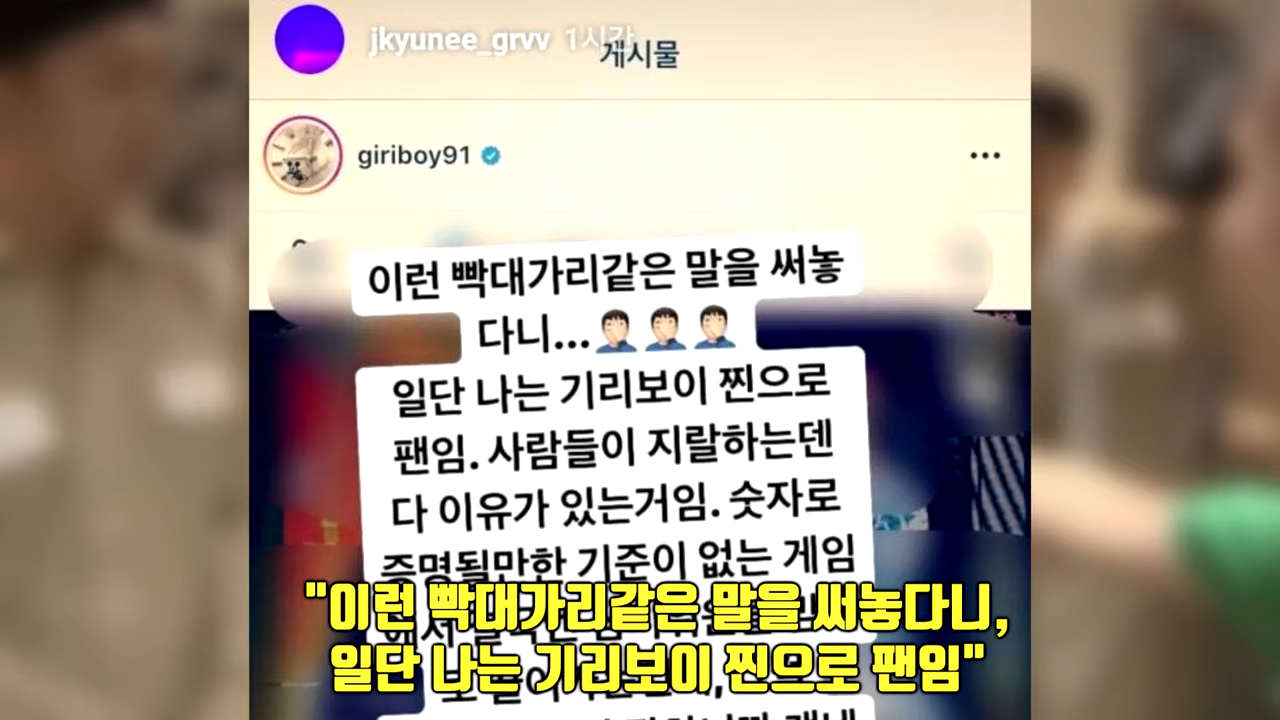 jkyunee_grvv 1시간
게시물
giriboy91
이런 빡대가리같은 말을 써놓
다니...🤦🏻‍♂️🤦🏻‍♂️🤦🏻‍♂️
일단 나는 기리보이 찐으로
팬임. 사람들이 지랄하는덴
다 이유가 있는거임. 숫자로
증명될만한 기준이 없는 게임
"이런 빡대가리같은 말을 써놓다니,
일단 나는 기리보이 찐으로 팬임"